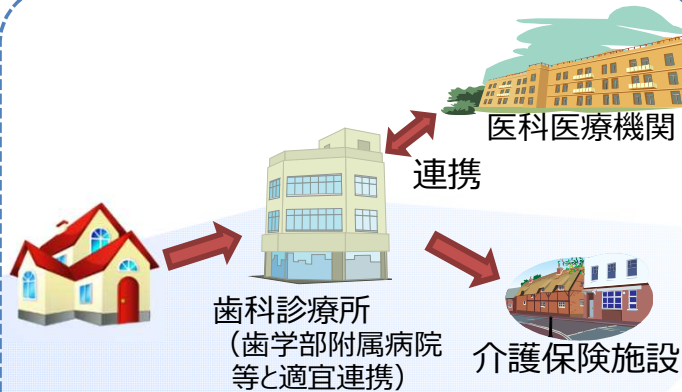 医科医療機関
連携
歯科診療所
（歯学部附属病院
等と適宜連携）
介護保険施設